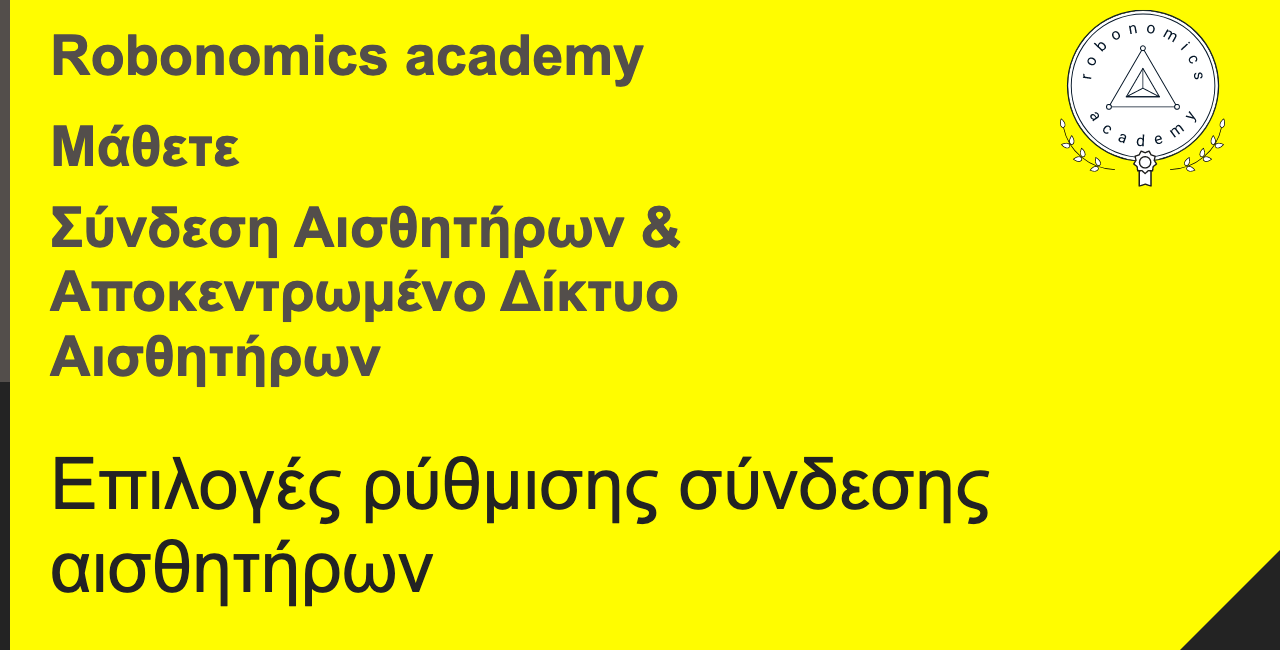 Robonomics academy
robonomics
academy
Μάθετε
Σύνδεση Αισθητήρων &
Αποκεντρωμένο Δίκτυο
Αισθητήρων
Επιλογές ρύθμισης σύνδεσης
αισθητήρων